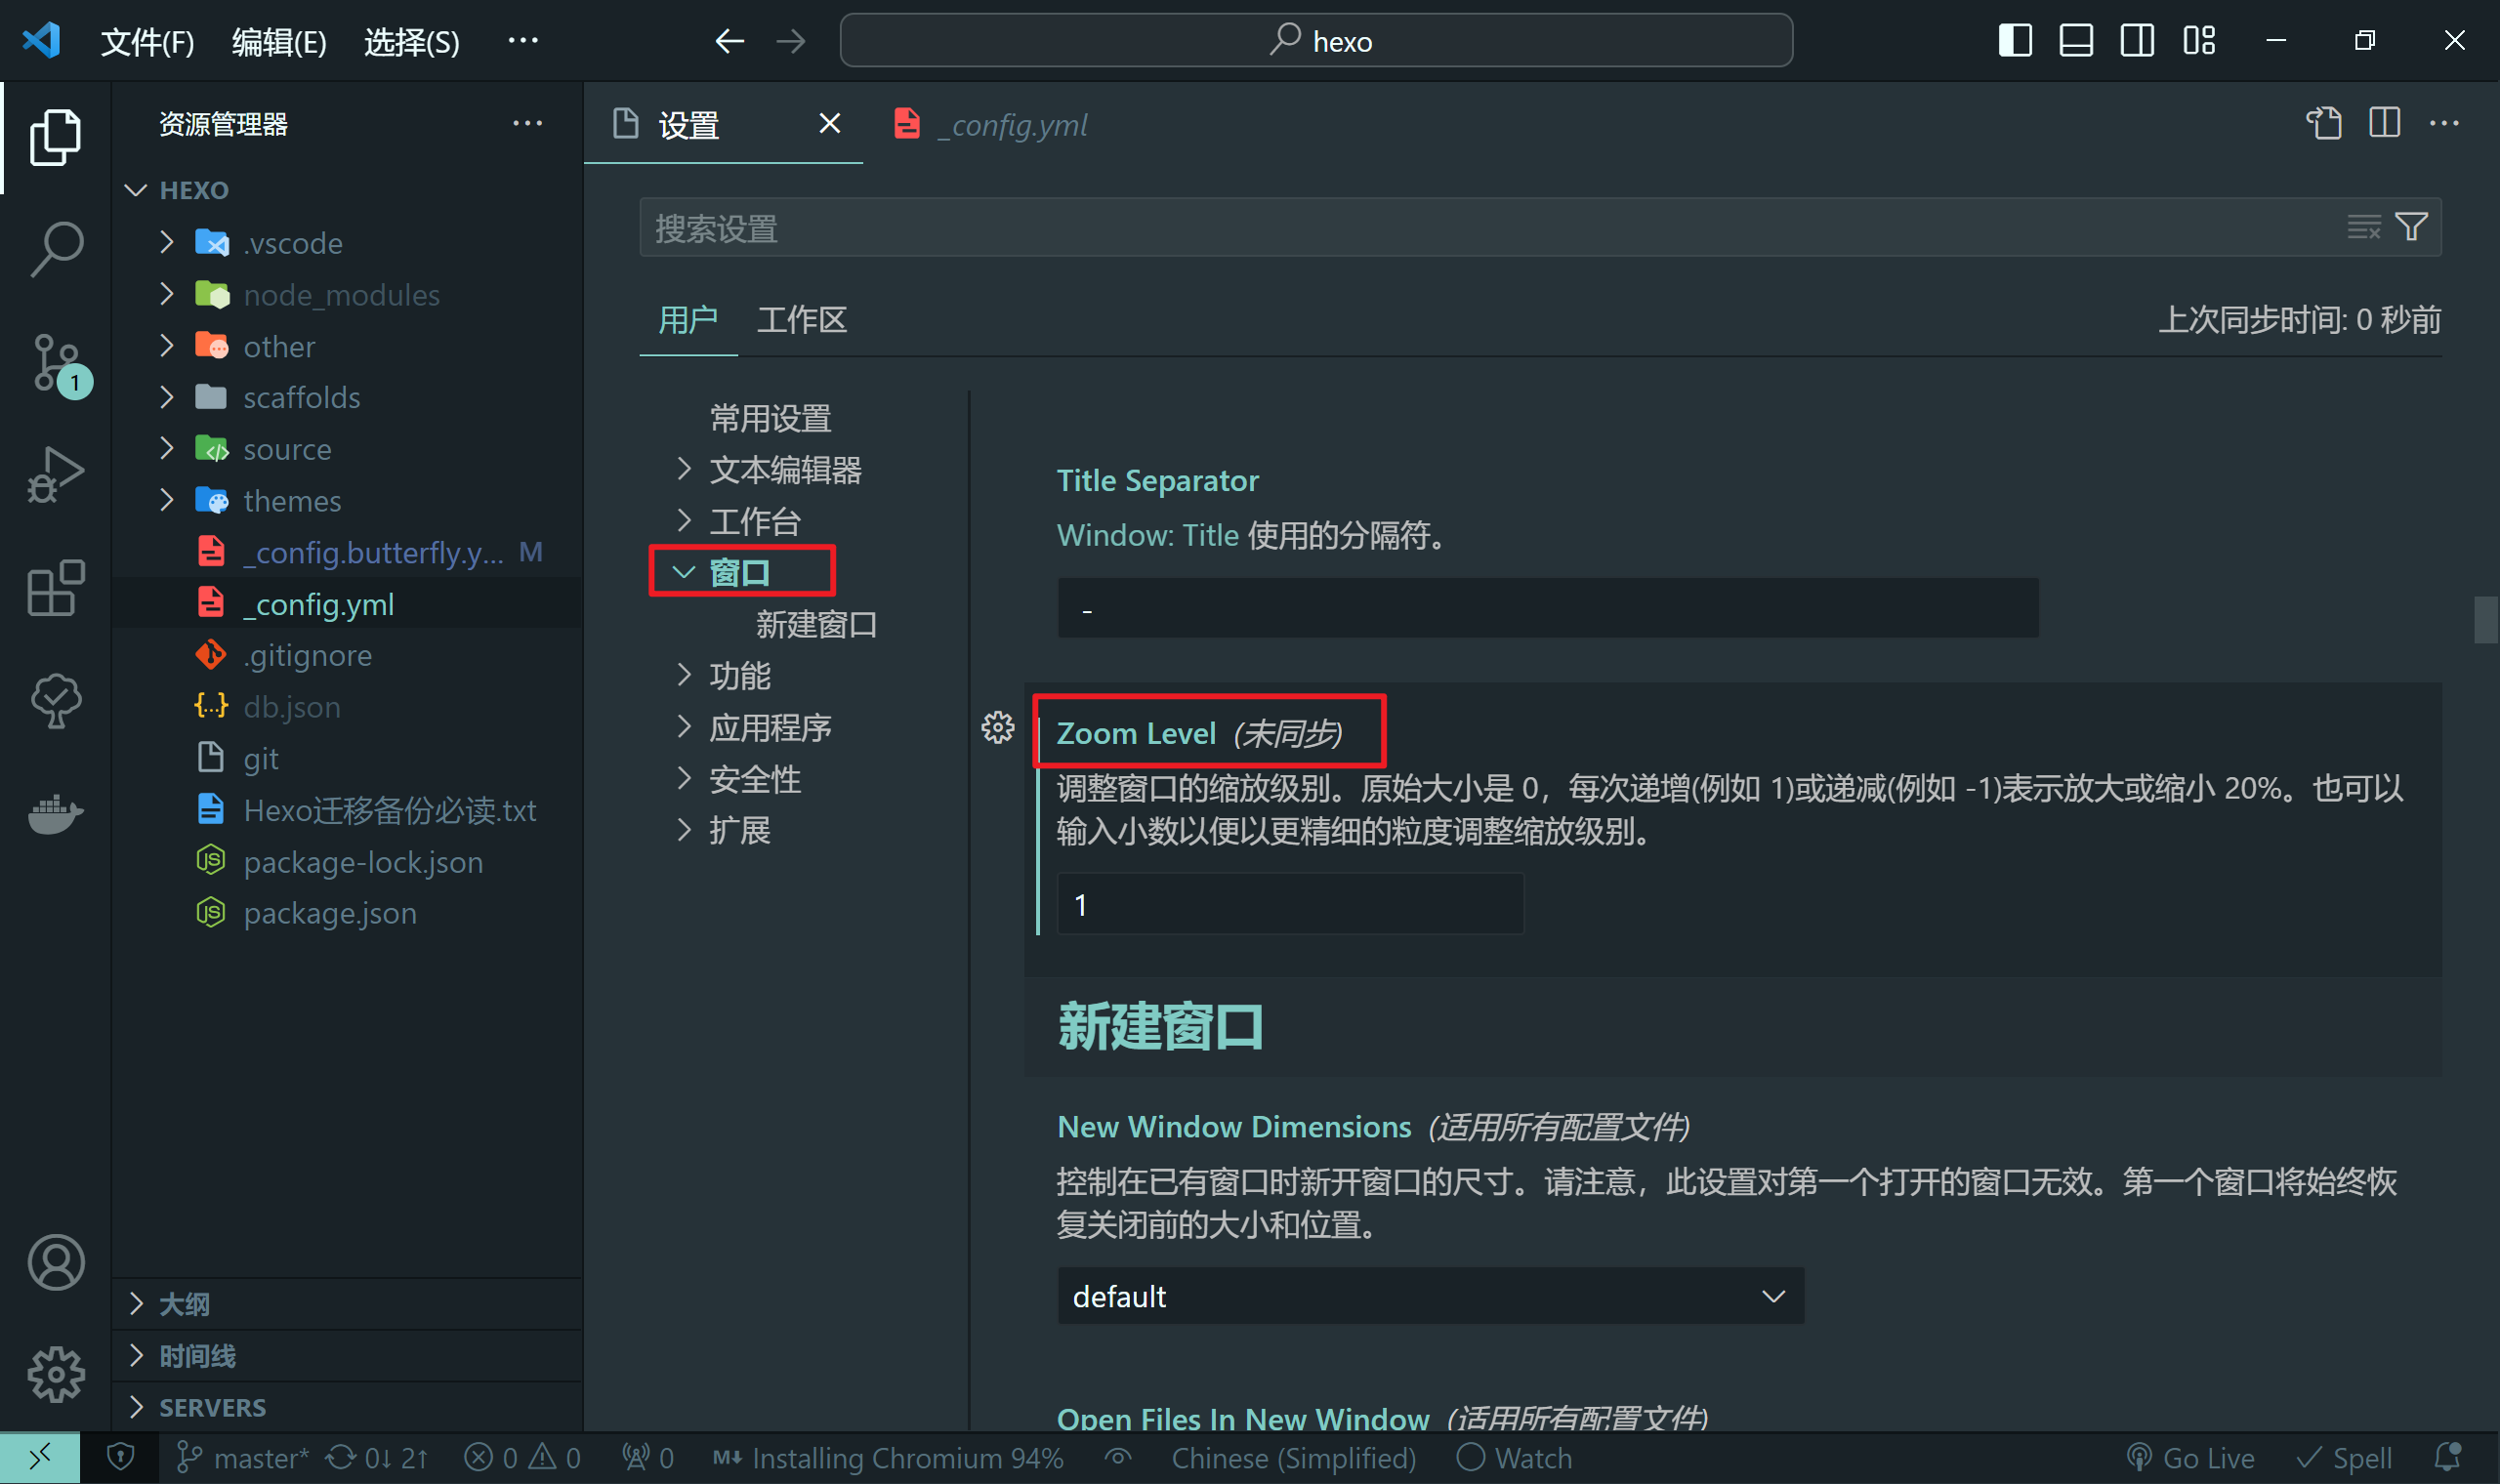 文件(F) 编辑(E) 选择(S) ···
hexo
资源管理器 ···
HEXO
.vscode
node_modules
other
scaffolds
source
themes
_config.butterfly.y... M
_config.yml
.gitignore
db.json
git
Hexo迁移备份必读.txt
package-lock.json
package.json
大纲
时间线
SERVERS
1
设置
_config.yml
搜索设置
用户 工作区
上次同步时间: 0 秒前
常用设置
文本编辑器
工作台
窗口
新建窗口
功能
应用程序
安全性
扩展
Title Separator
Window: Title 使用的分隔符。
-
Zoom Level (未同步)
调整窗口的缩放级别。原始大小是 0，每次递增(例如 1)或递减(例如 -1)表示放大或缩小 20%。也可以
输入小数以便以更精细的粒度调整缩放级别。
1
新建窗口
New Window Dimensions (适用所有配置文件)
控制在已有窗口时新开窗口的尺寸。请注意，此设置对第一个打开的窗口无效。第一个窗口将始终恢
复关闭前的大小和位置。
default
Open Files In New Window (适用所有配置文件)
master* 0↓ 2↑ 0 0 0 M↓ Installing Chromium 94% Chinese (Simplified) Watch Go Live Spell